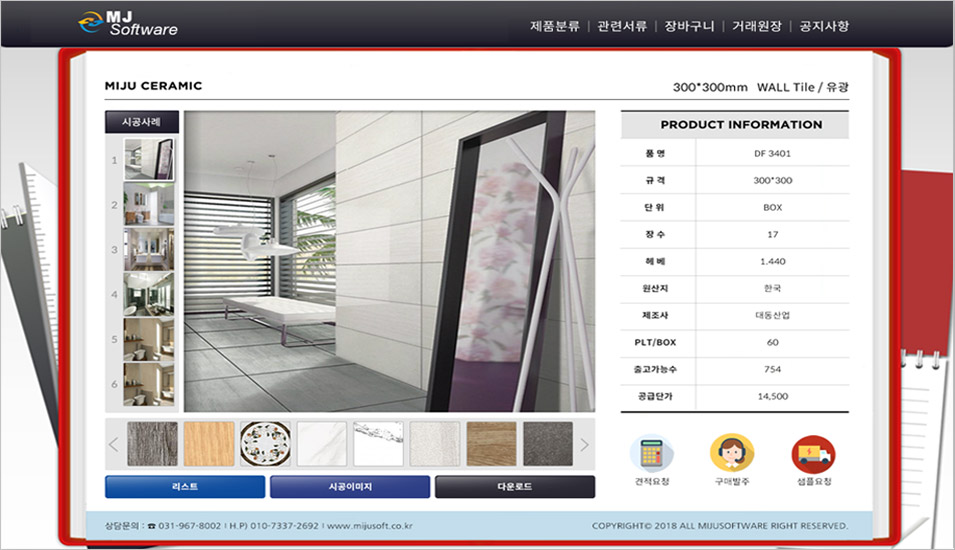 MJ
Software
제품분류 | 관련서류 | 장바구니 | 거래원장 | 공지사항
MIJU CERAMIC
300*300mm WALL Tile / 유광
시공사례
1
2
3
4
5
6
PRODUCT INFORMATION
품 명 DF 3401
규 격 300*300
단 위 BOX
장 수 17
헤 베 1.440
원산지 한국
제조사 대동산업
PLT/BOX 60
출고가능수 754
공급단가 14,500
견적요청 구매발주 샘플요청
리스트 시공이미지 다운로드
상담문의 : ☎ 031-967-8002 | H.P) 010-7337-2692 | www.mijusoft.co.kr
COPYRIGHT© 2018 ALL MIJUSOFTWARE RIGHT RESERVED.